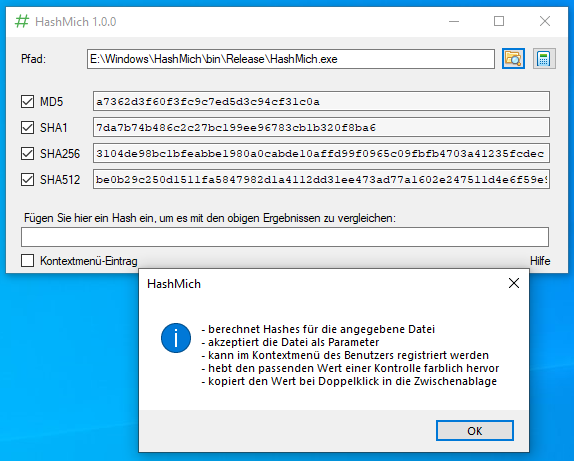 HashMich 1.0.0
Pfad:
E:\Windows\HashMich\bin\Release\HashMich.exe
MD5
a7362d3f60f3fc9c7ed5d3c94cf31c0a
SHA1
7da7b74b486c2c27bc199ee96783cb1b320f8ba6
SHA256
3104de98bc1bfeabbe1980a0cabde10affd99f0965c09fbfb4703a41235fcdec
SHA512
be0b29c250d1511fa5847982d1a4112dd31ee473ad77a1602e247511d4e6f59e9
Fügen Sie hier ein Hash ein, um es mit den obigen Ergebnissen zu vergleichen:
Kontextmenü-Eintrag
Hilfe
HashMich
- berechnet Hashes für die angegebene Datei
- akzeptiert die Datei als Parameter
- kann im Kontextmenü des Benutzers registriert werden
- hebt den passenden Wert einer Kontrolle farblich hervor
- kopiert den Wert bei Doppelklick in die Zwischenablage
OK